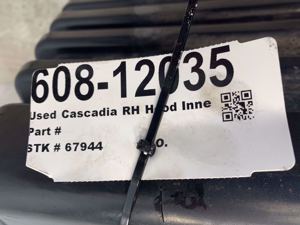 608-12035
Used Cascadia RH Hood Inne
Part #
STK # 67944